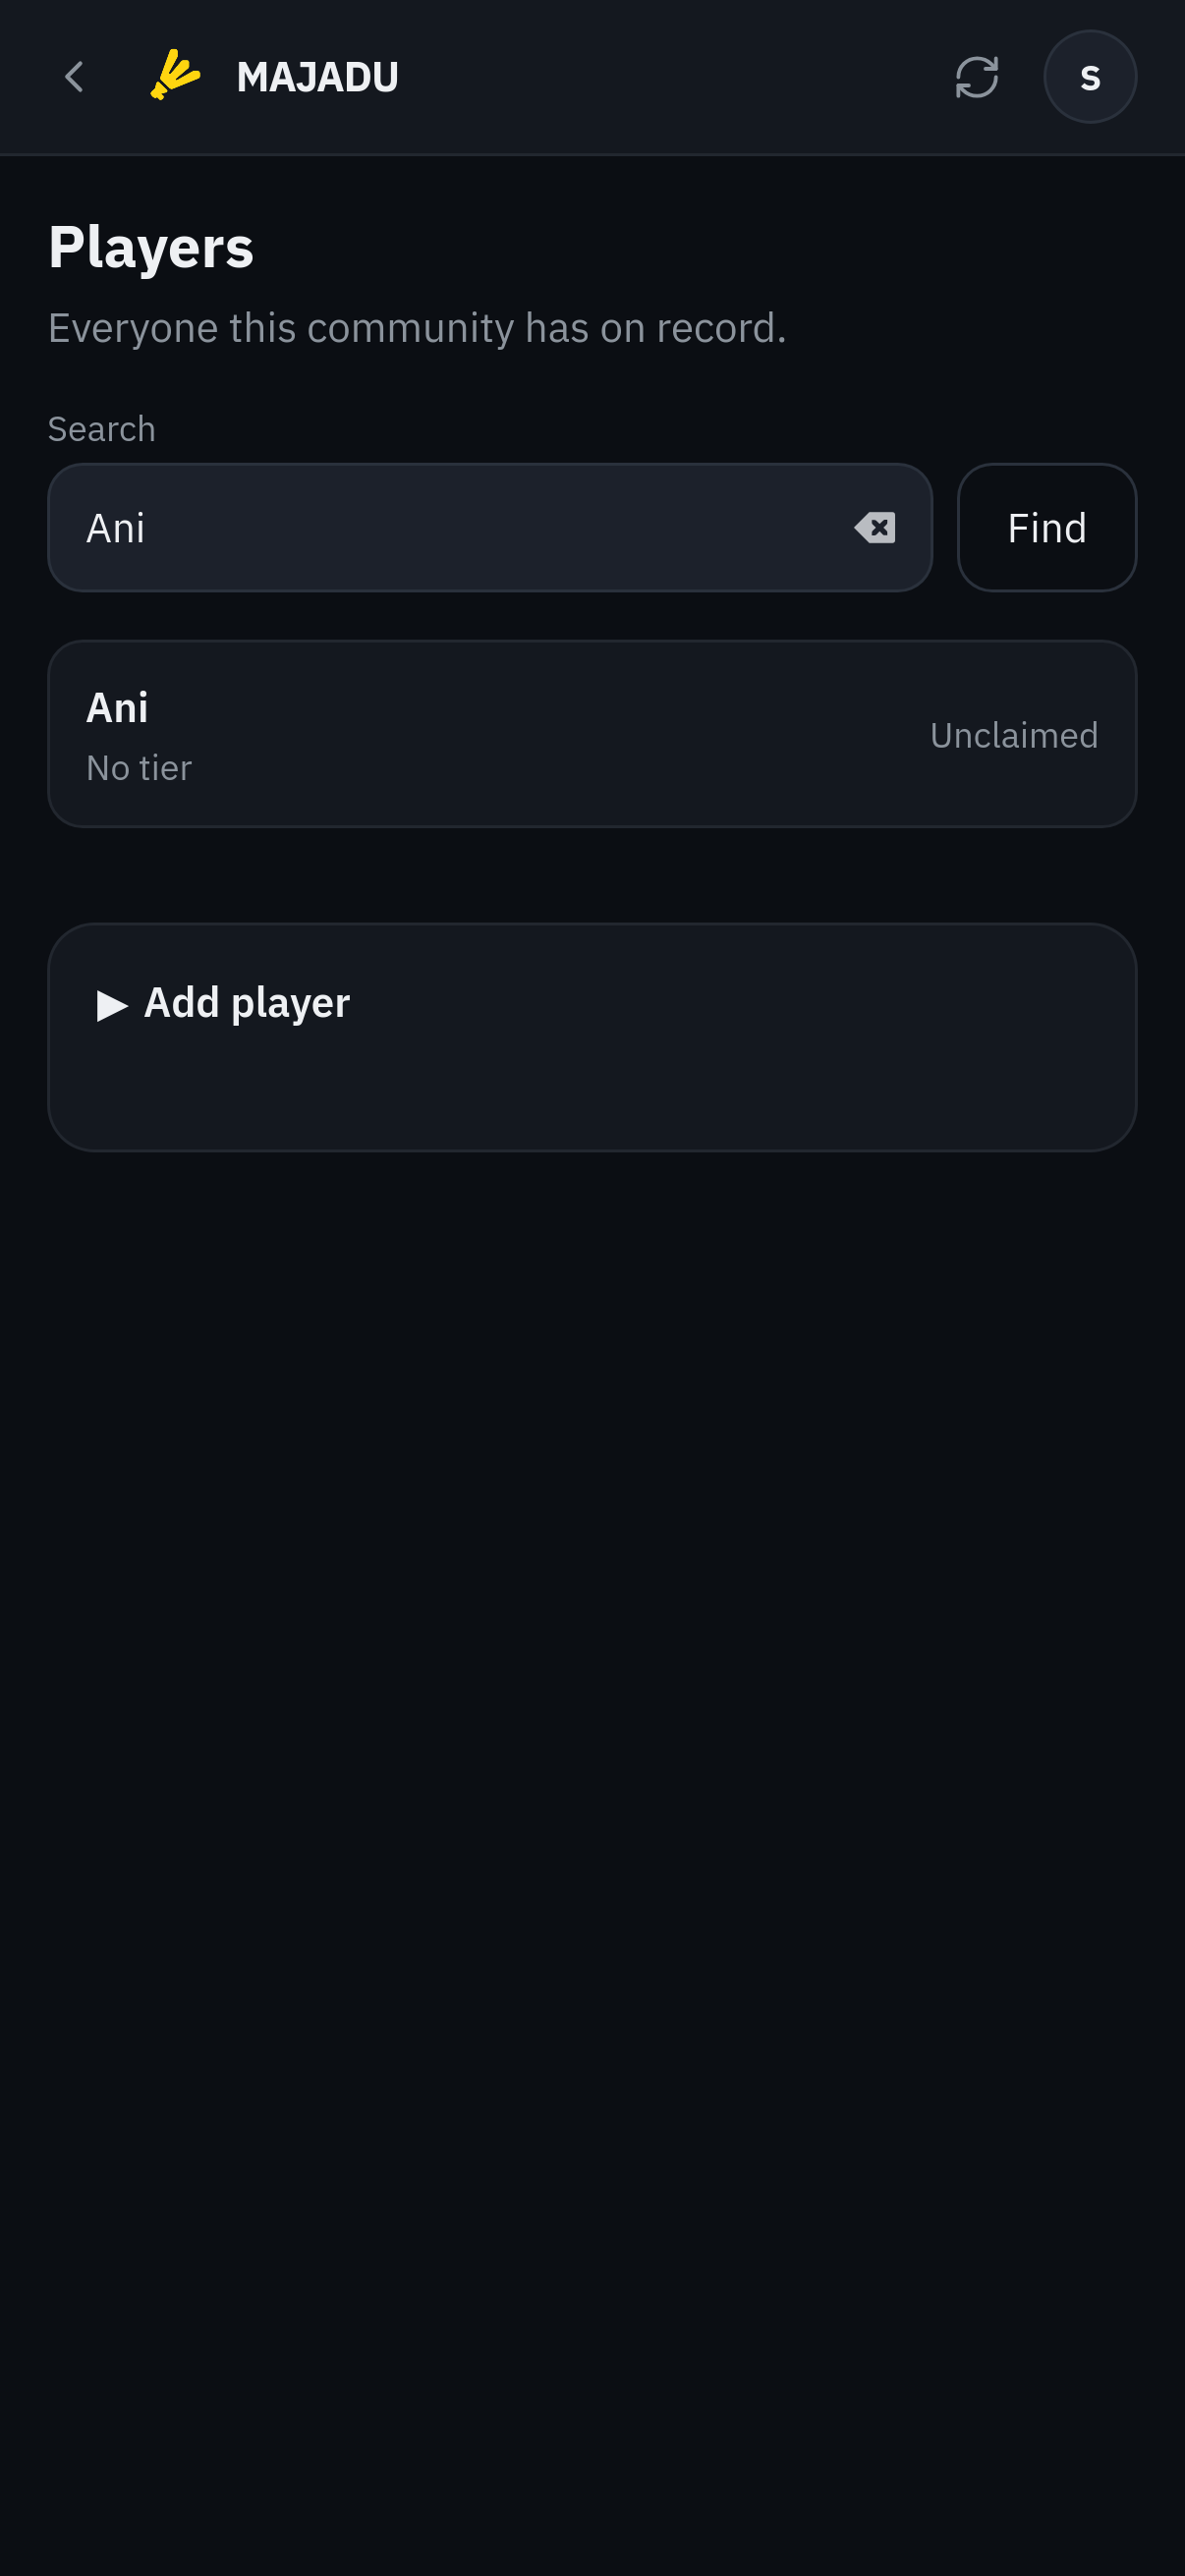 MAJADU
S
Players
Everyone this community has on record.
Search
Ani
Find
Ani
No tier
Unclaimed
▶ Add player